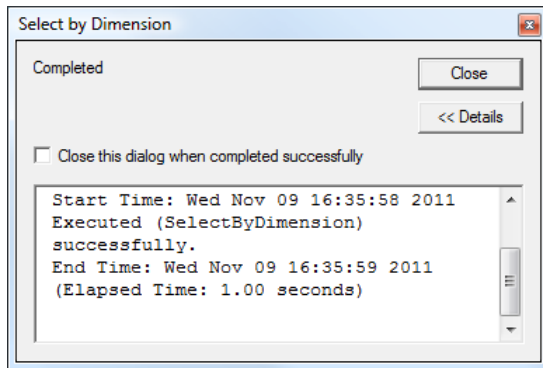 Select by Dimension
Completed
Close
<< Details
Close this dialog when completed successfully
Start Time: Wed Nov 09 16:35:58 2011
Executed (SelectByDimension)
successfully.
End Time: Wed Nov 09 16:35:59 2011
(Elapsed Time: 1.00 seconds)